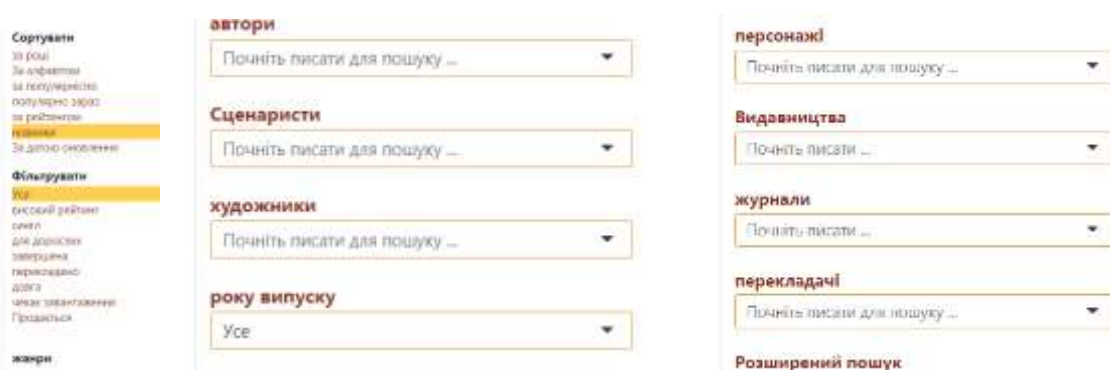 Сортувати
за році
За алфавітом
за популярністю
популярно зараз
за рейтингом
новинки
За датою оновлення
Фільтрувати
Усе
високий рейтинг
сингл
для дорослих
завершена
перекладено
довга
чекає завантаження
Продається
жанри
автори
Почніть писати для пошуку ...
Сценаристи
Почніть писати для пошуку ...
художники
Почніть писати для пошуку ...
року випуску
Усе
персонажі
Почніть писати для пошуку ...
Видавництва
Почніть писати ...
журнали
Почніть писати ...
перекладачі
Почніть писати для пошуку ...
Розширений пошук